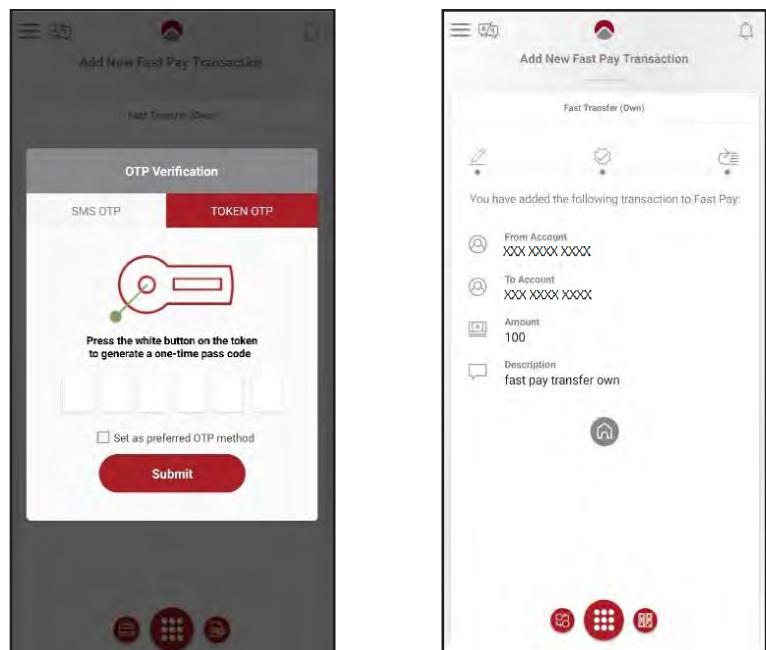 Add New Fast Pay Transaction
Fast Transfer (Own)
OTP Verification
SMS OTP
TOKEN OTP
Press the white button on the token
to generate a one-time pass code
Set as preferred OTP method
Submit
Add New Fast Pay Transaction
Fast Transfer (Own)
You have added the following transaction to Fast Pay:
From Account
XXX XXXX XXXX
To Account
XXX XXXX XXXX
Amount
100
Description
fast pay transfer own